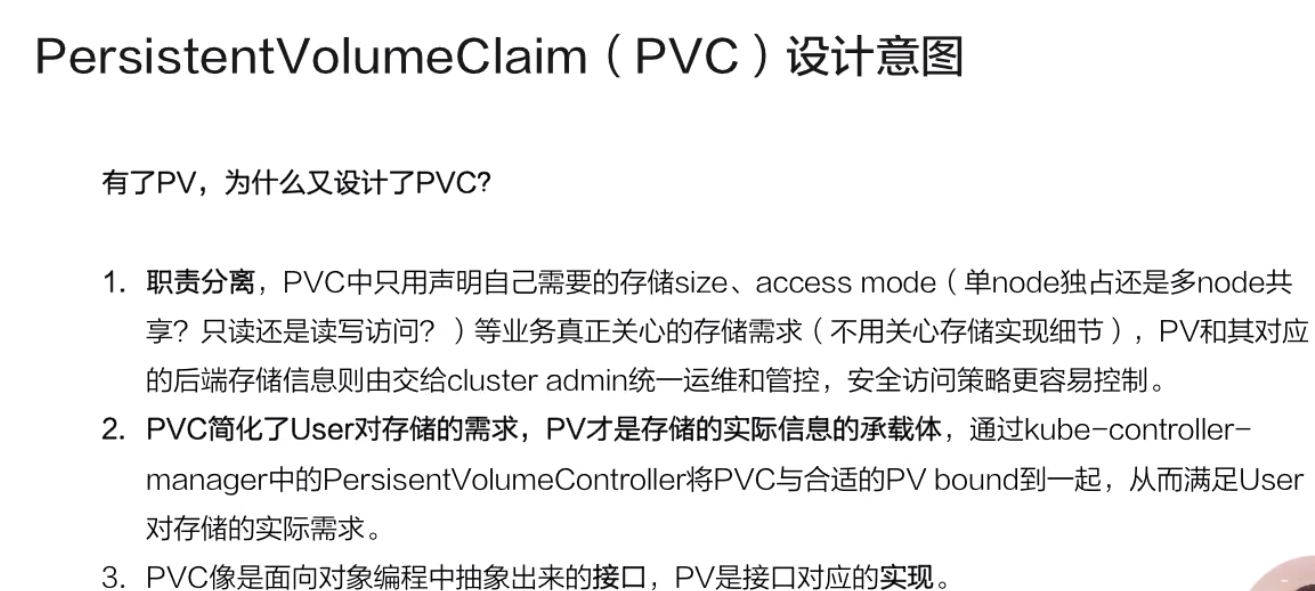 PersistentVolumeClaim（PVC）设计意图
有了PV，为什么又设计了PVC?
1. 职责分离，PVC中只用声明自己需要的存储size、access mode（单node独占还是多node共
享？只读还是读写访问？）等业务真正关心的存储需求（不用关心存储实现细节），PV和其对应
的后端存储信息则由交给cluster admin统一运维和管控，安全访问策略更容易控制。
2. PVC简化了User对存储的需求，PV才是存储的实际信息的承载体，通过kube-controller-
manager中的PersisentVolumeController将PVC与合适的PV bound到一起，从而满足User
对存储的实际需求。
3. PVC像是面向对象编程中抽象出来的接口，PV是接口对应的实现。